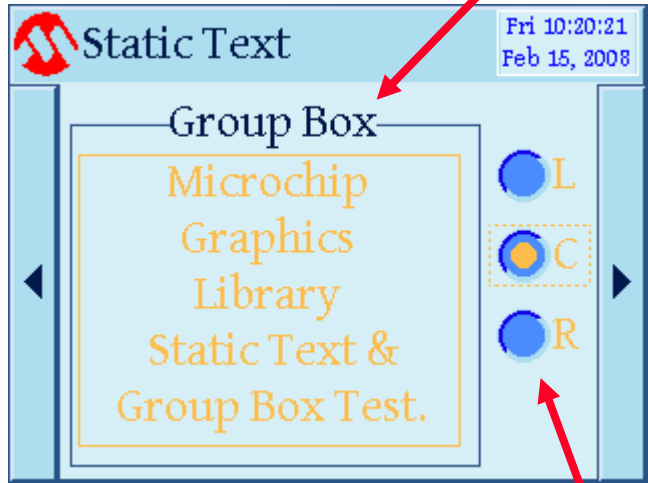 Static Text
Fri 10:20:21
Feb 15, 2008
Group Box
Microchip
Graphics
Library
Static Text &
Group Box Test.
L
C
R